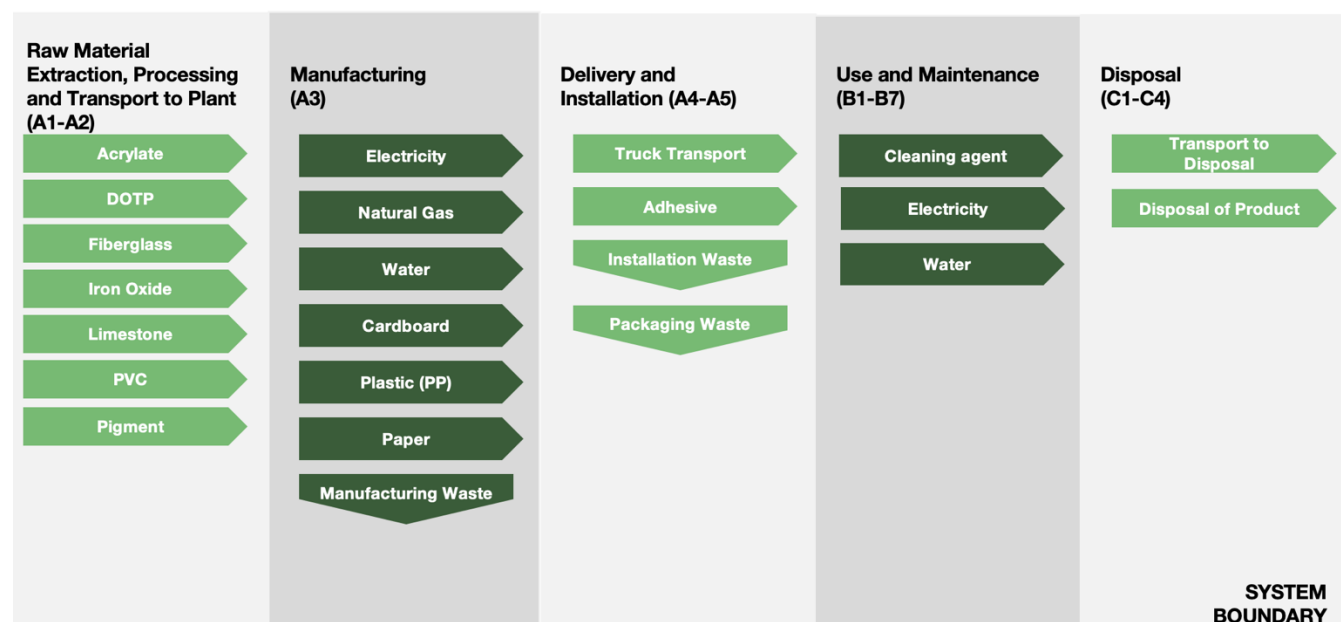 Raw Material
Extraction, Processing
and Transport to Plant
(A1-A2)
Acrylate
DOTP
Fiberglass
Iron Oxide
Limestone
PVC
Pigment
Manufacturing
(A3)
Electricity
Natural Gas
Water
Cardboard
Plastic (PP)
Paper
Manufacturing Waste
Delivery and
Installation (A4-A5)
Truck Transport
Adhesive
Installation Waste
Packaging Waste
Use and Maintenance
(B1-B7)
Cleaning agent
Electricity
Water
Disposal
(C1-C4)
Transport to
Disposal
Disposal of Product
SYSTEM
BOUNDARY